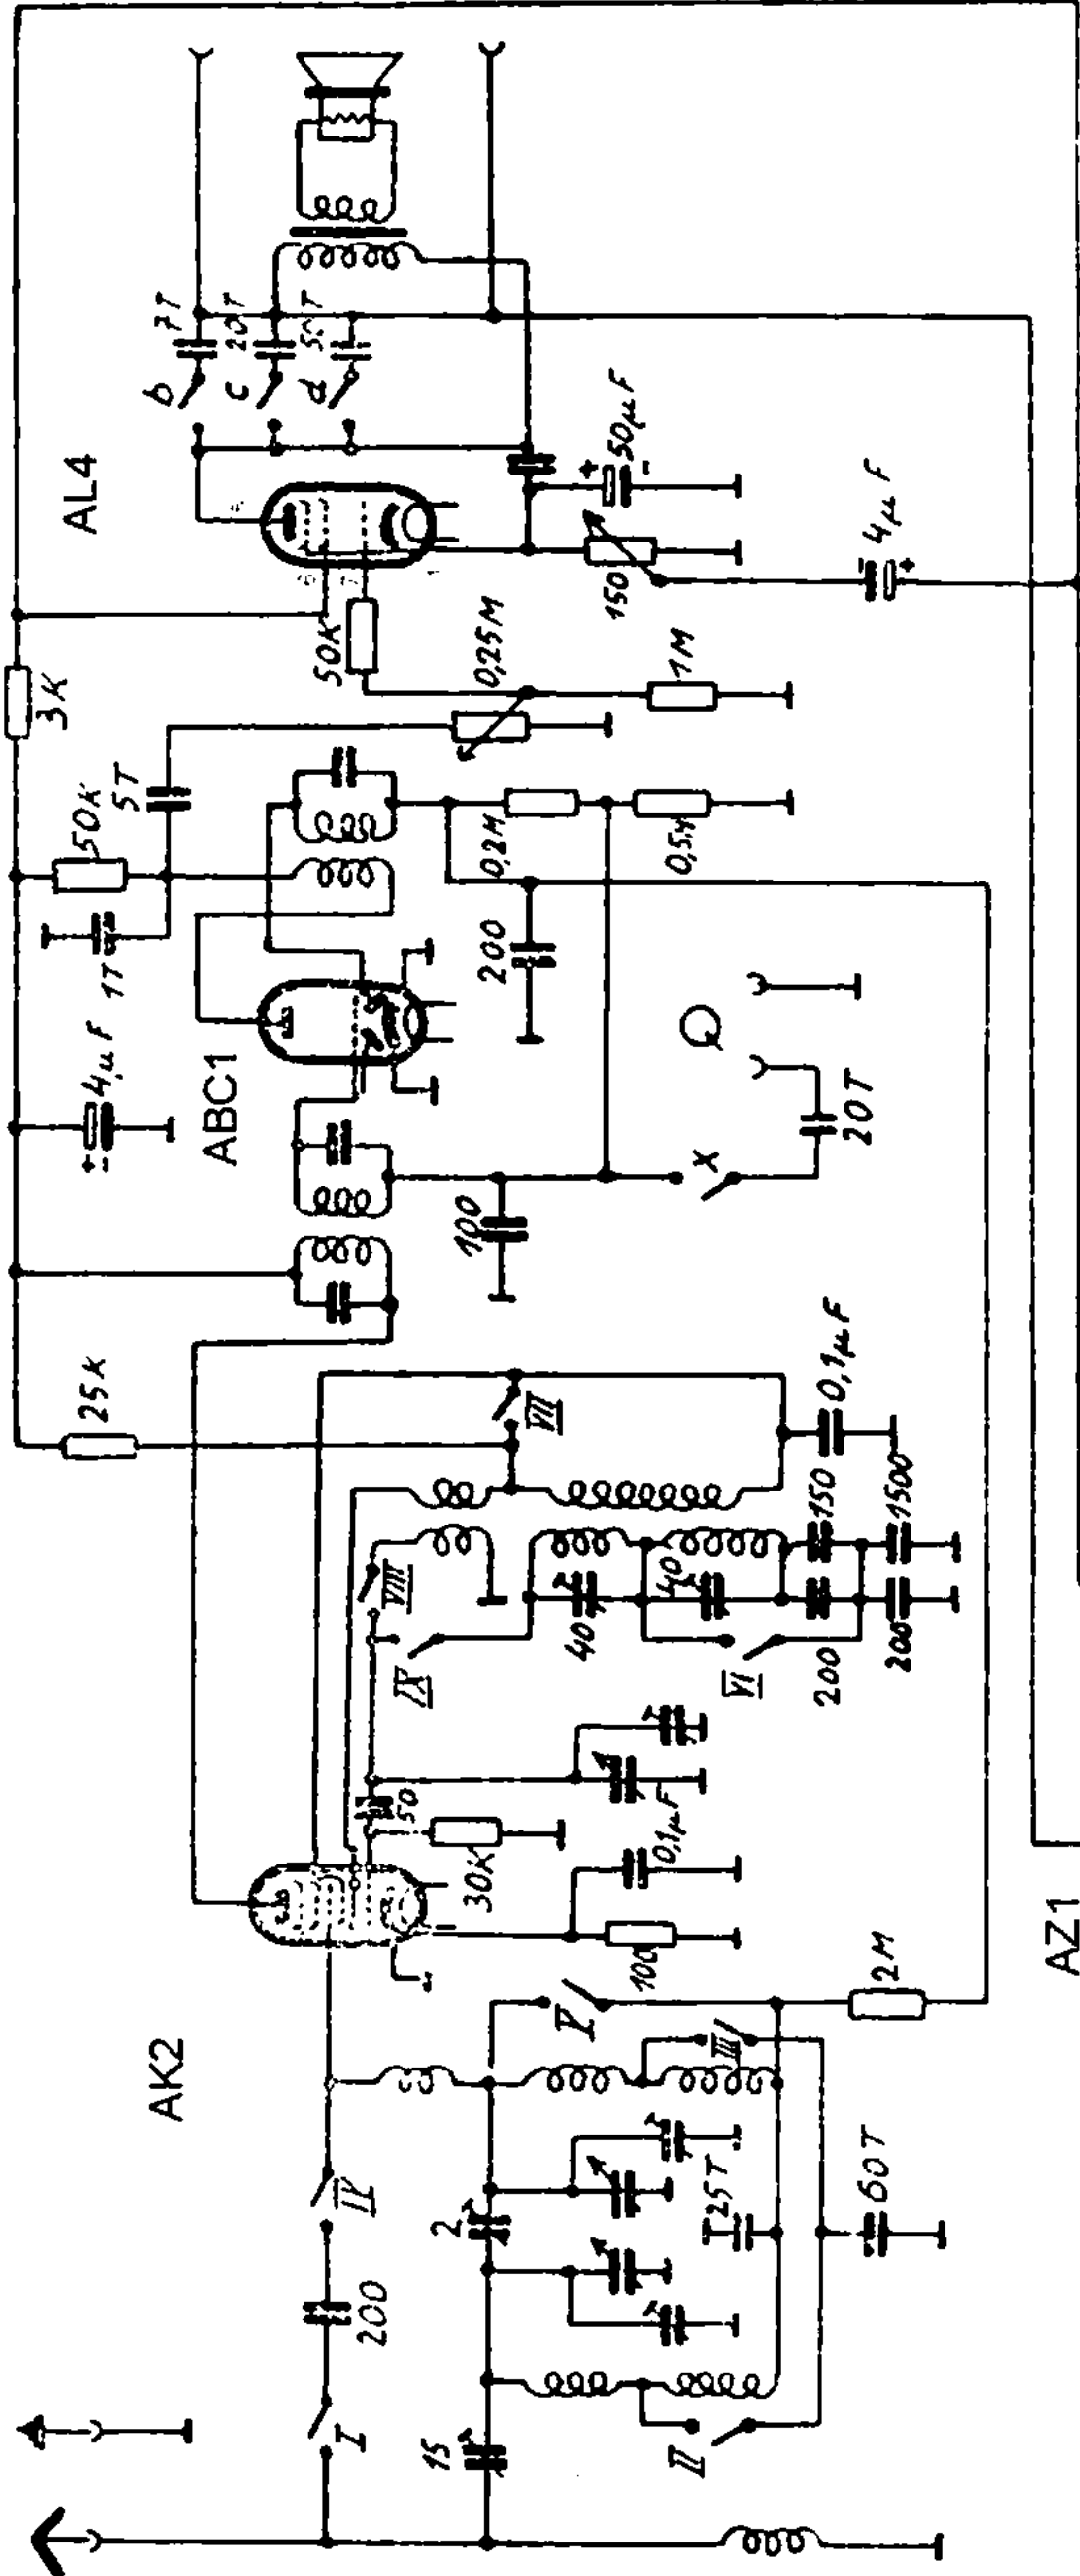 AK2
ABC1
AL4
AZ1
25K
4µF
1T
50K
5T
3K
b
7T
c
20T
d
50T
50K
0,25M
1M
150
50µF
4µF
0,2M
0,5M
200
100
X
20T
I
200
IV
15
2
II
25T
60T
III
V
2M
100
0,1µF
30K
50
VIII
IX
VII
40
40
VI
200
150
200
1500
0,1µF